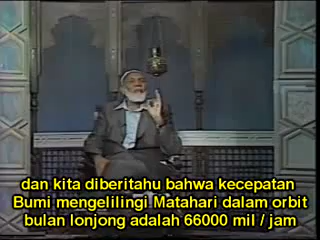 dan kita diberitahu bahwa kecepatan
Bumi mengelilingi Matahari dalam orbit
bulan lonjong adalah 66000 mil / jam